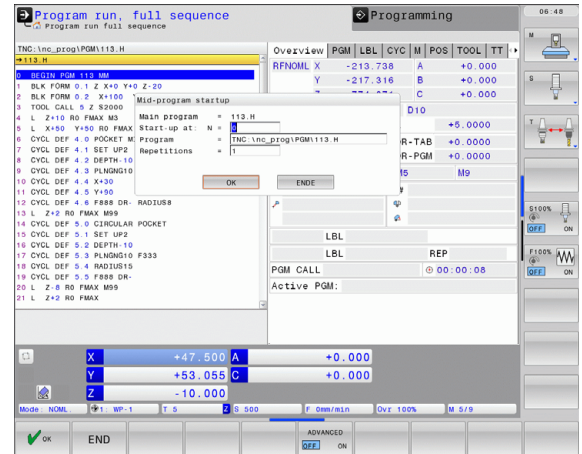 Program run, full sequence
Program run full sequence
Programming
06:48
TNC:\nc_prog\PGM\113.H
→113.H
0 BEGIN PGM 113 MM
1 BLK FORM 0.1 Z X+0 Y+0 Z-20
2 BLK FORM 0.2 X+100
3 TOOL CALL 5 Z S2000
4 L Z+10 R0 FMAX M3
5 L X+50 Y+50 R0 FMAX
6 CYCL DEF 4.0 POCKET M
7 CYCL DEF 4.1 SET UP2
8 CYCL DEF 4.2 DEPTH-10
9 CYCL DEF 4.3 PLNGNG10
10 CYCL DEF 4.4 X+30
11 CYCL DEF 4.5 Y+90
12 CYCL DEF 4.6 F888 DR- RADIUS8
13 L Z+2 R0 FMAX M99
14 CYCL DEF 5.0 CIRCULAR POCKET
15 CYCL DEF 5.1 SET UP2
16 CYCL DEF 5.2 DEPTH-10
17 CYCL DEF 5.3 PLNGNG10 F333
18 CYCL DEF 5.4 RADIUS15
19 CYCL DEF 5.5 F888 DR-
20 L Z-8 R0 FMAX M99
21 L Z+2 R0 FMAX
Mid-program startup
Main program = 113.H
Start-up at: N = 0
Program = TNC:\nc_prog\PGM\113.H
Repetitions = 1
OK ENDE
Overview PGM LBL CYC M POS TOOL TT
RFNOML X -213.738 A +0.000
Y -217.316 B +0.000
C +0.000
D10
+5.0000
R-TAB +0.0000
R-PGM +0.0000
M5 M9
LBL
LBL REP
PGM CALL 00:00:08
Active PGM:
X +47.500 A +0.000
Y +53.055 C +0.000
Z -10.000
Mode: NOML. 1: WP-1 T 5 Z S 500 F 0mm/min Ovr 100% M 5/9
OK END
ADVANCED
OFF ON
M
S
T
S100%
OFF ON
F100% W
OFF ON